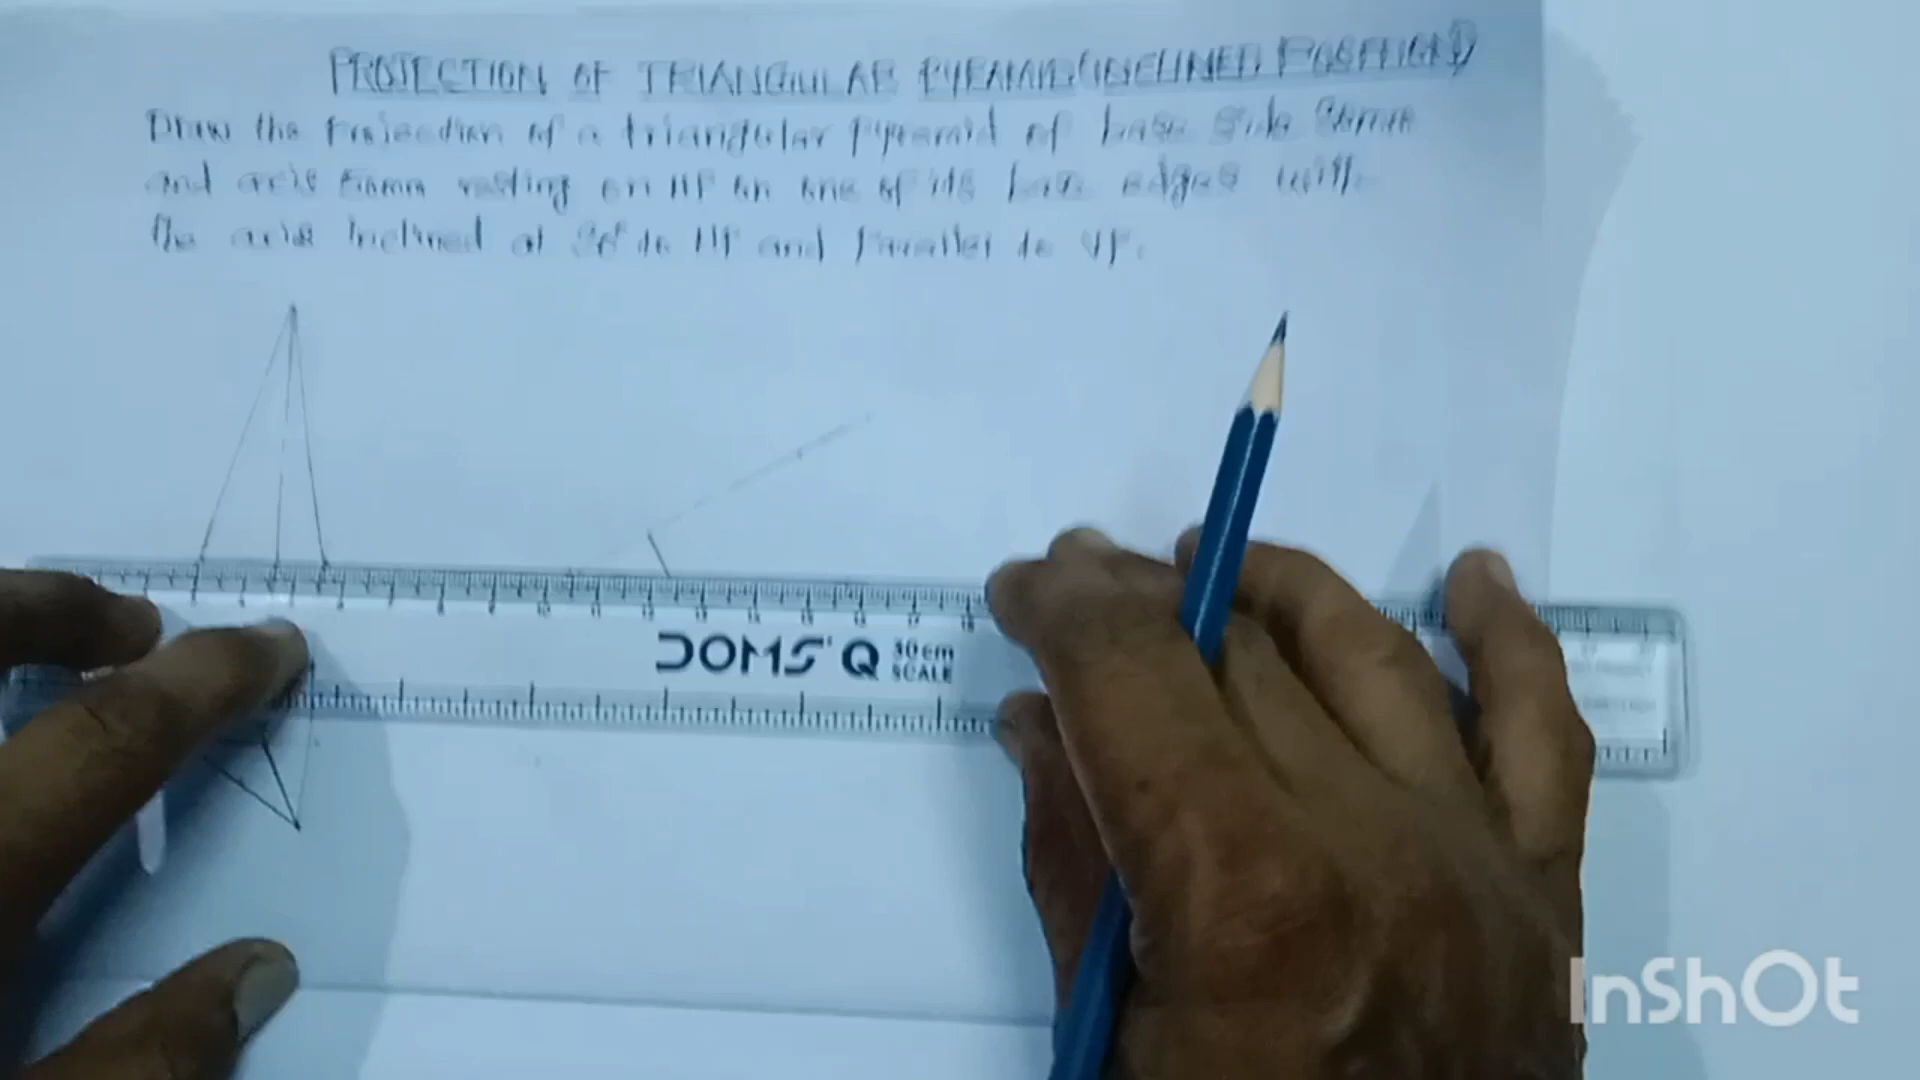 PROJECTION OF TRIANGULAR PYRAMID (INCLINED POSITION)
Draw the Projection of a triangular pyramid of base side
and axis resting on HP on one of its base edges with
the axis inclined at 30° to HP and Parallel to VP.
DOMS Q 30cm
SCALE
InShOt